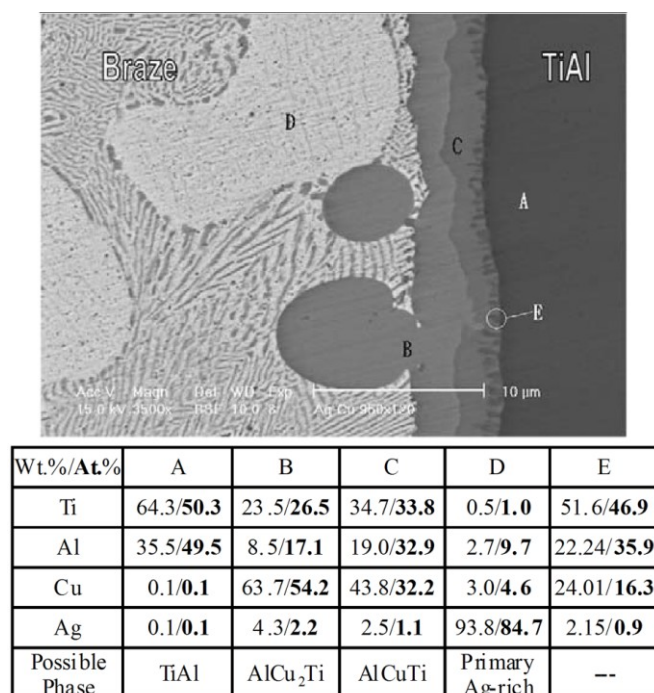 Braze
TiAl
D
C
A
E
B
Acc.V Magn Det WD Exp
10 µm
15.0 kV 3500x BSE 10.0 8 Ag Cu 950x120
Wt.%/At.% A B C D E
Ti 64.3/50.3 23.5/26.5 34.7/33.8 0.5/1.0 51.6/46.9
Al 35.5/49.5 8.5/17.1 19.0/32.9 2.7/9.7 22.24/35.9
Cu 0.1/0.1 63.7/54.2 43.8/32.2 3.0/4.6 24.01/16.3
Ag 0.1/0.1 4.3/2.2 2.5/1.1 93.8/84.7 2.15/0.9
Possible Phase TiAl AlCu₂Ti AlCuTi Primary Ag-rich ---